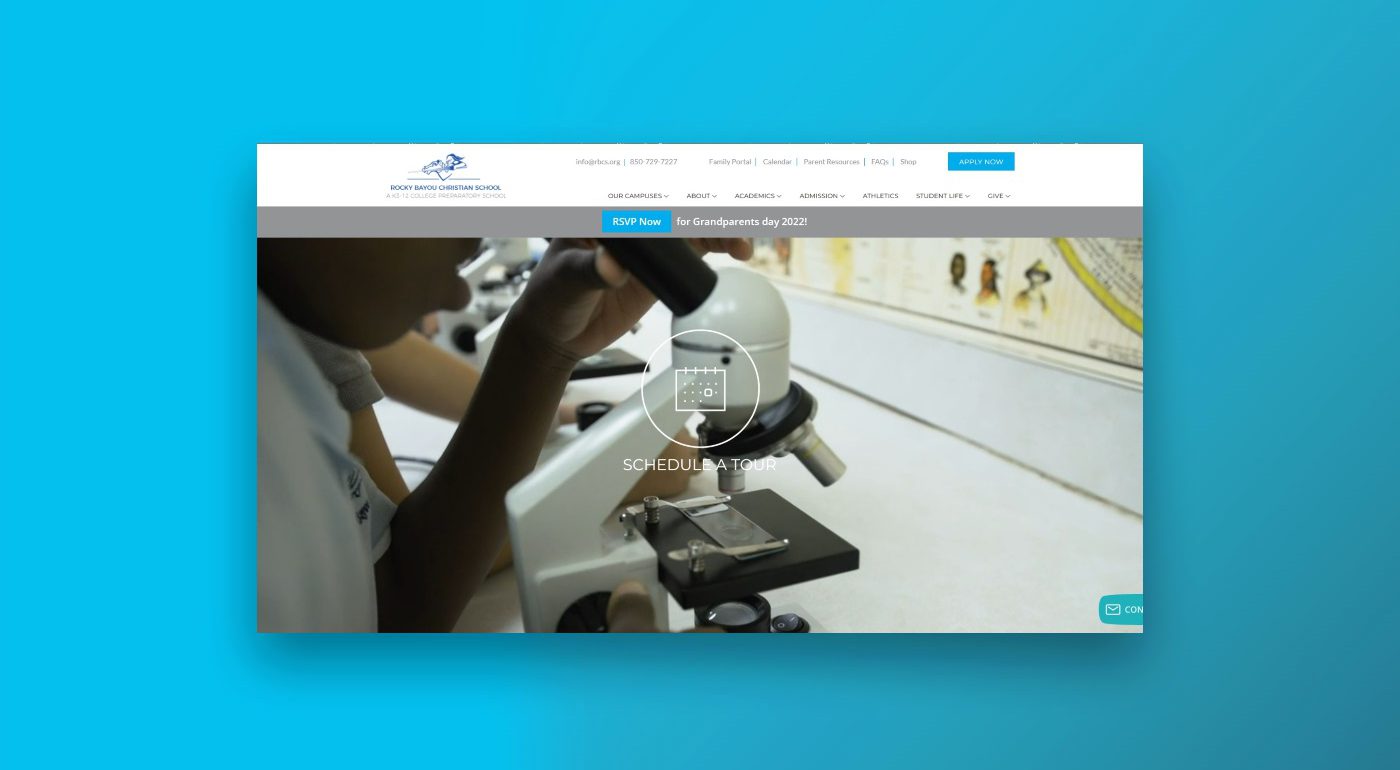 info@rbcs.org | 850-729-7227
Family Portal | Calendar | Parent Resources | FAQs | Shop
APPLY NOW
ROCKY BAYOU CHRISTIAN SCHOOL
A K3-12 COLLEGE PREPARATORY SCHOOL
OUR CAMPUSES ABOUT ACADEMICS ADMISSION ATHLETICS STUDENT LIFE GIVE
RSVP Now for Grandparents day 2022!
SCHEDULE A TOUR
CON